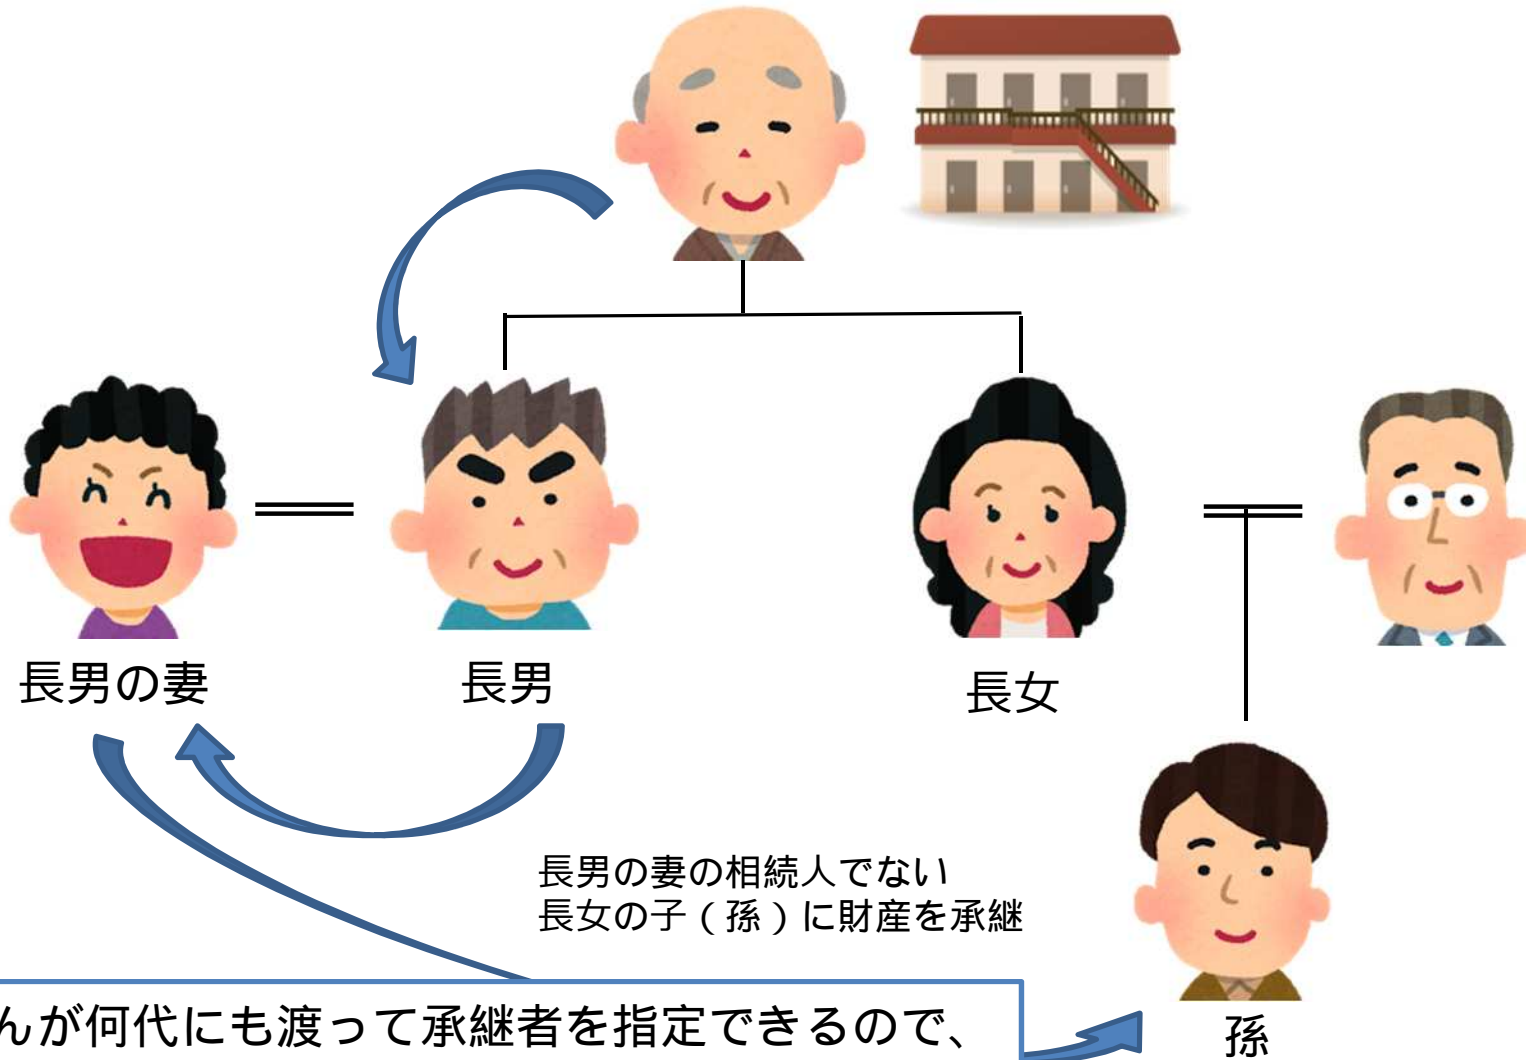 長男の妻
長男
長女
長男の妻の相続人でない
長女の子(孫)に財産を承継
んが何代にも渡って承継者を指定できるので、
孫